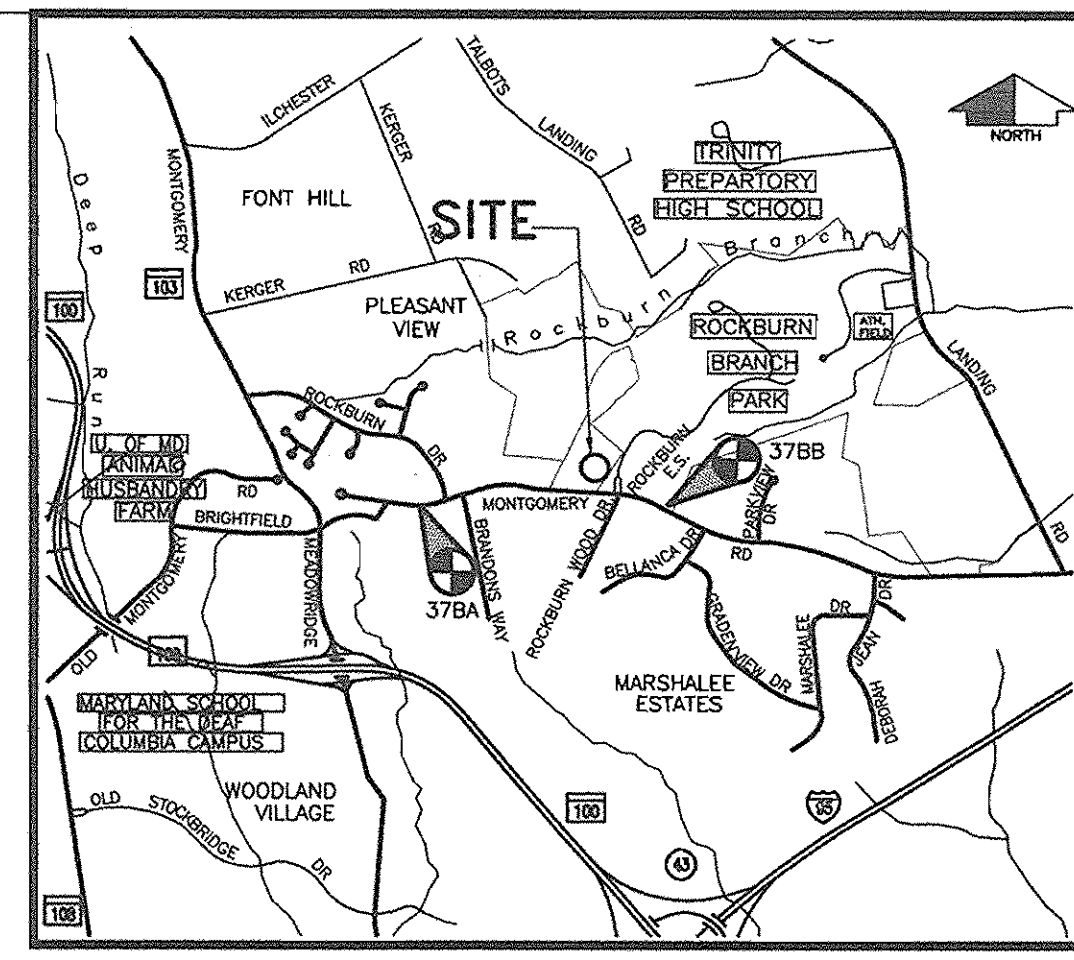 TALBOTS
LANDING
RD
ILCHESTER
KERGER
RD
MONTGOMERY
103
FONT HILL
SITE
TRINITY
PREPARTORY
HIGH SCHOOL
NORTH
Deep
Run
100
KERGER RD
PLEASANT
VIEW
Rockburn Branch
ROCKBURN
BRANCH
PARK
ATH.
FIELD
LANDING
RD
ROCKBURN
DR
U. OF MD
ANIMAL
HUSBANDRY
FARM
RD
BRIGHTFIELD
MONTGOMERY
ROCKBURN
E.S.
37BB
PARKVIEW
DR
RD
OLD MONTGOMERY
MEADOWRIDGE
37BA
BRANDONS WAY
ROCKBURN WOOD DR
BELLANCA DR
GRADEN VIEW DR
MARSHALEE
DR
DEBORAH JEAN DR
MARSHALEE
ESTATES
MARYLAND SCHOOL
FOR THE DEAF
COLUMBIA CAMPUS
WOODLAND
VILLAGE
OLD STOCKBRIDGE DR
100
95
43
108